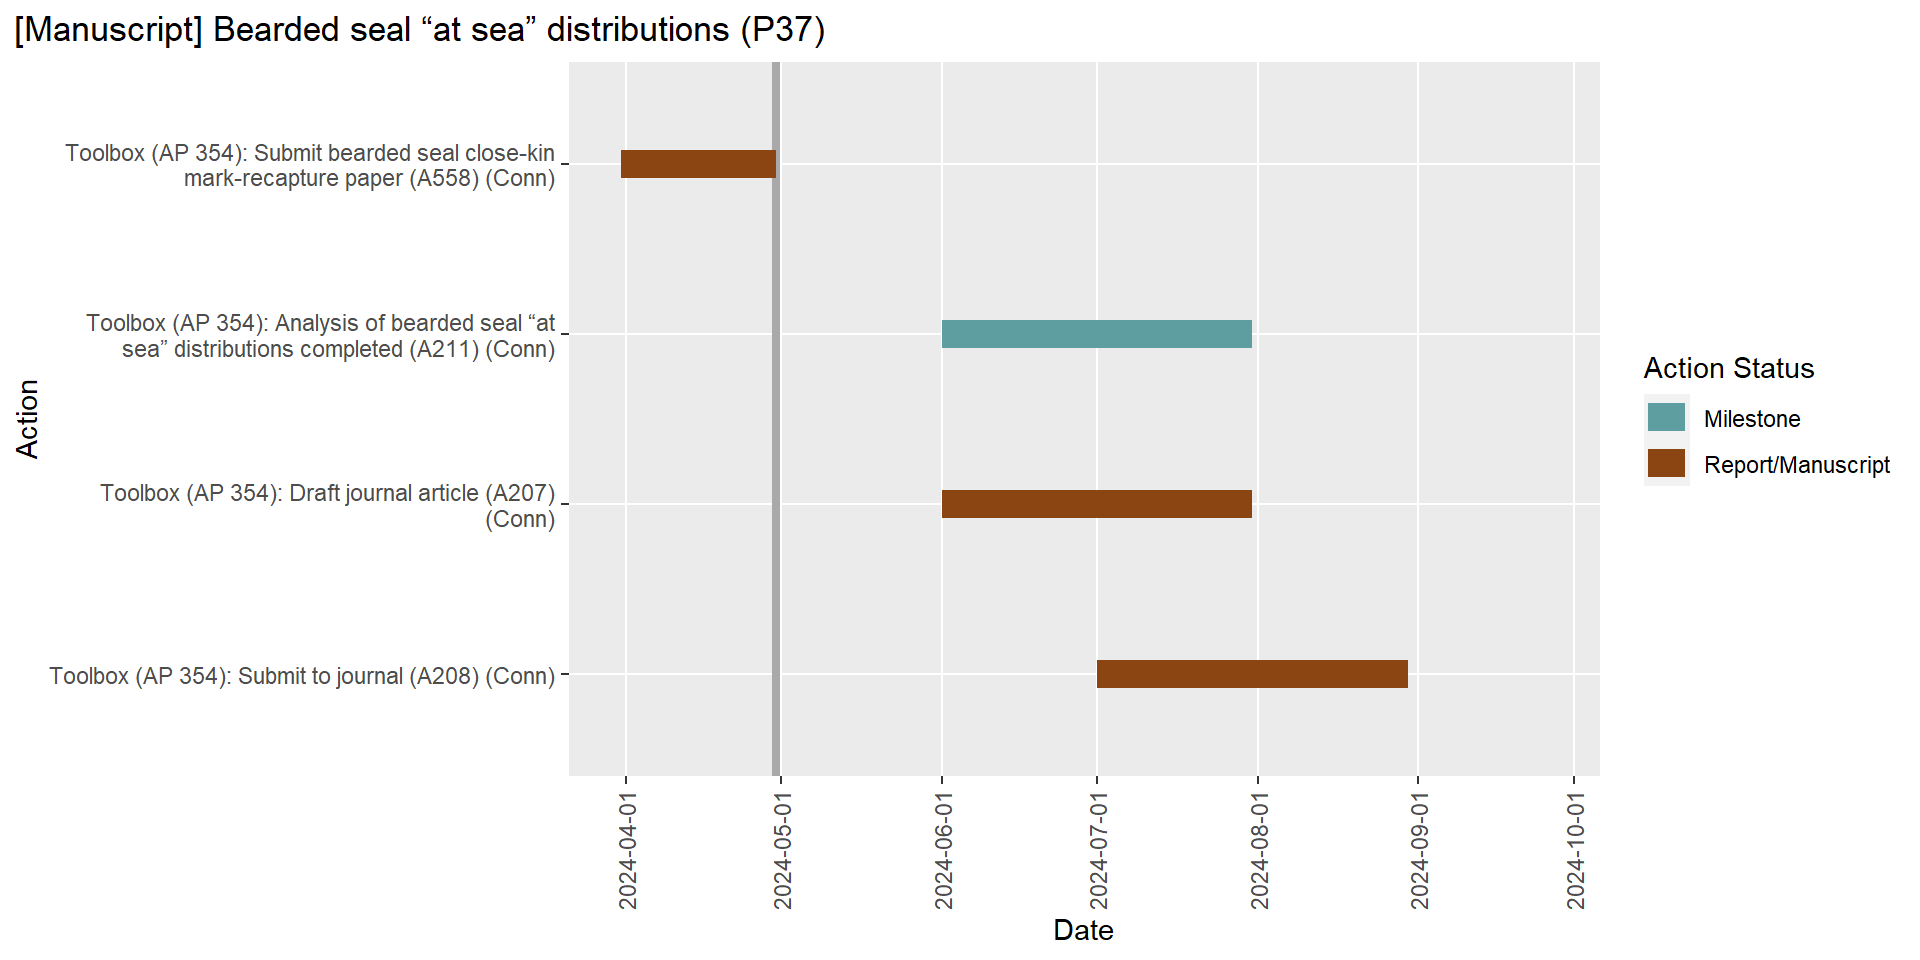 [Manuscript] Bearded seal “at sea” distributions (P37)
Toolbox (AP 354): Submit bearded seal close-kin
mark-recapture paper (A558) (Conn)
Toolbox (AP 354): Analysis of bearded seal “at
sea” distributions completed (A211) (Conn)
Toolbox (AP 354): Draft journal article (A207)
(Conn)
Toolbox (AP 354): Submit to journal (A208) (Conn)
Action
2024-04-01
2024-05-01
2024-06-01
2024-07-01
2024-08-01
2024-09-01
2024-10-01
Date
Action Status
Milestone
Report/Manuscript